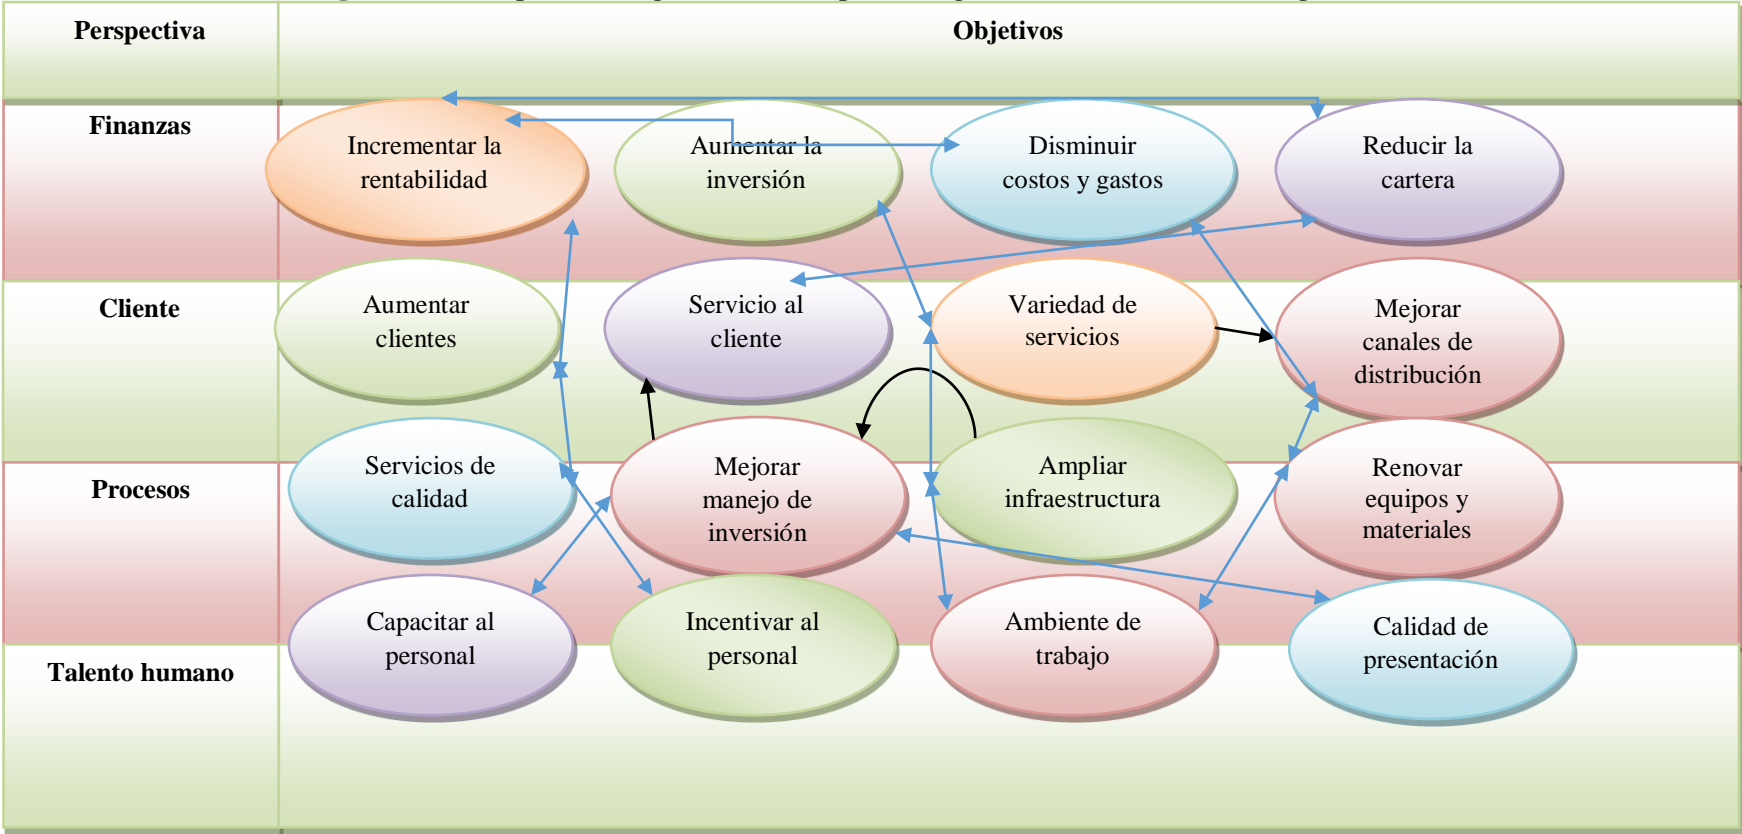 Perspectiva
Objetivos
Finanzas
Incrementar la
rentabilidad
Aumentar la
inversión
Disminuir
costos y gastos
Reducir la
cartera
Cliente
Aumentar
clientes
Servicio al
cliente
Variedad de
servicios
Mejorar
canales de
distribución
Procesos
Servicios de
calidad
Mejorar
manejo de
inversión
Ampliar
infraestructura
Renovar
equipos y
materiales
Talento humano
Capacitar al
personal
Incentivar al
personal
Ambiente de
trabajo
Calidad de
presentación